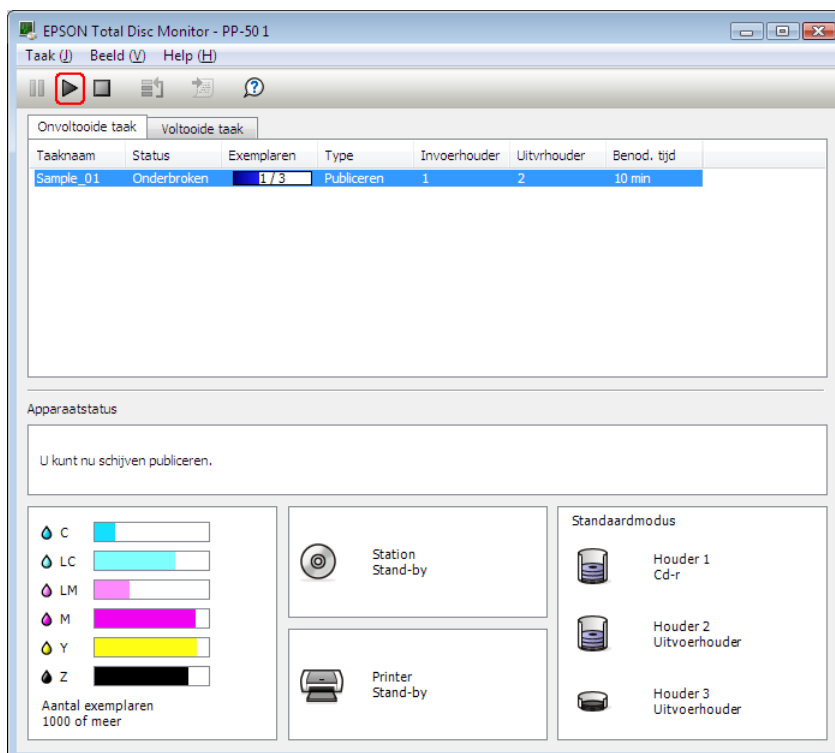 EPSON Total Disc Monitor - PP-50 1
Taak (J) Beeld (V) Help (H)
Onvoltooide taak Voltooide taak
Taaknaam Status Exemplaren Type Invoerhouder Uitvrhouder Benod. tijd
Sample_01 Onderbroken 1 / 3 Publiceren 1 2 10 min
Apparaatstatus
U kunt nu schijven publiceren.
C
LC
LM
M
Y
Z
Aantal exemplaren
1000 of meer
Station
Stand-by
Printer
Stand-by
Standaardmodus
Houder 1
Cd-r
Houder 2
Uitvoerhouder
Houder 3
Uitvoerhouder